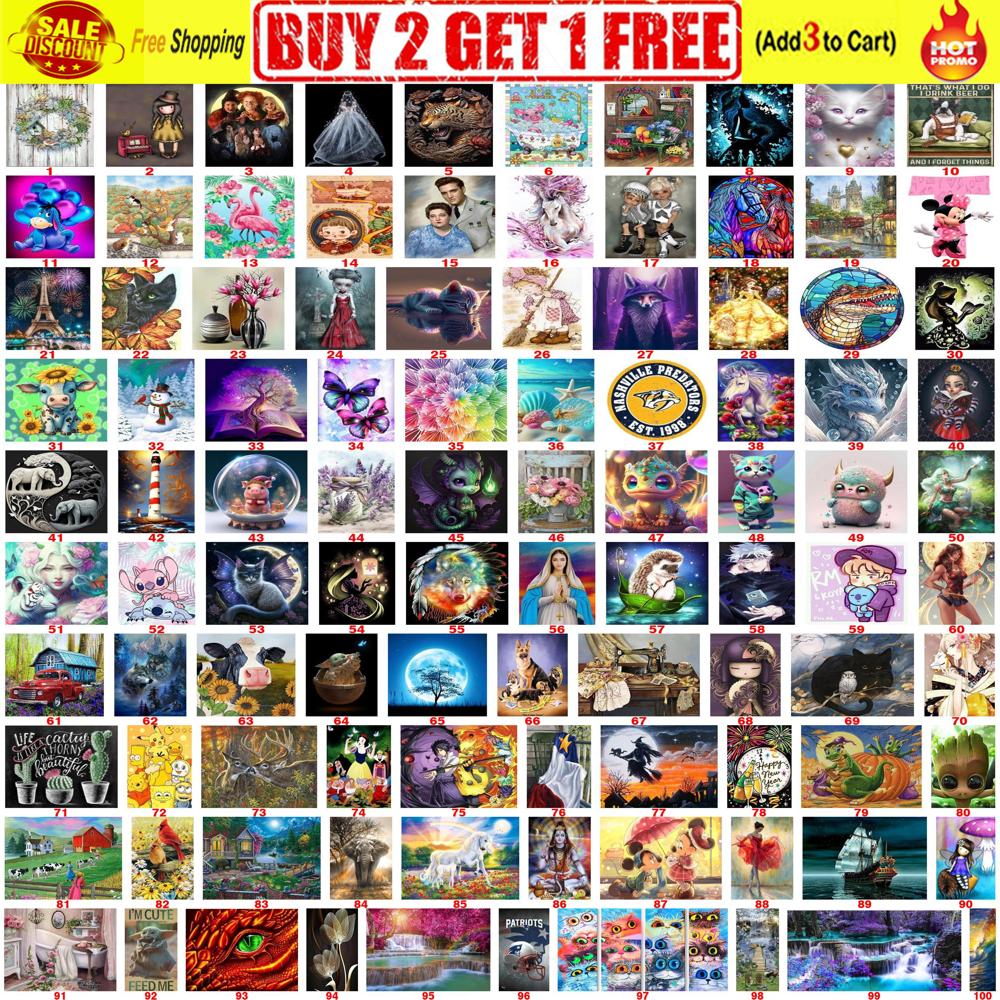 SALE
DISCOUNT
Free Shopping
BUY 2 GET 1 FREE
(Add 3 to Cart)
HOT
PROMO
THAT'S WHAT I DO
I DRINK BEER
AND I FORGET THINGS
1 2 3 4 5 6 7 8 9 10
11 12 13 14 15 16 17 18 19 20
21 22 23 24 25 26 27 28 29 30
NASHVILLE PREDATORS
EST. 1998
31 32 33 34 35 36 37 38 39 40
41 42 43 44 45 46 47 48 49 50
RM
& KOYA
51 52 53 54 55 56 57 58 59 60
61 62 63 64 65 66 67 68 69 70
LIFE
cactus
THORNY
but
Beautiful.
Happy
New
Year
71 72 73 74 75 76 77 78 79 80
81 82 83 84 85 86 87 88 89 90
I'M CUTE
FEED ME
PATRIOTS
91 92 93 94 95 96 97 98 99 100